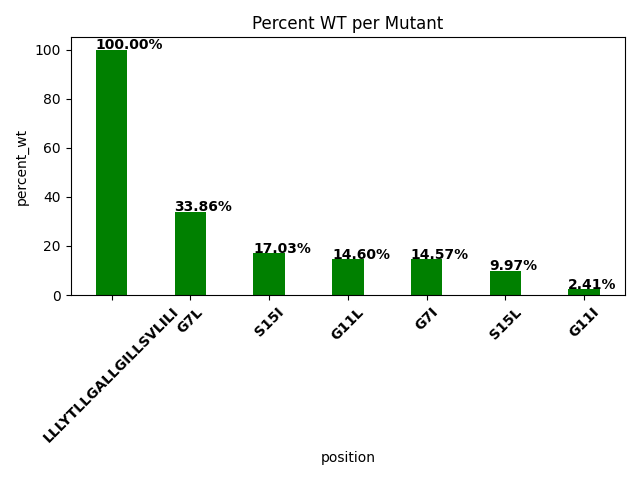 Percent WT per Mutant
percent_wt
100
80
60
40
20
0
100.00%
33.86%
17.03%
14.60%
14.57%
9.97%
2.41%
LLLYTLLGALLGILLSVLILI
G7L
S15I
G11L
G7I
S15L
G11I
position